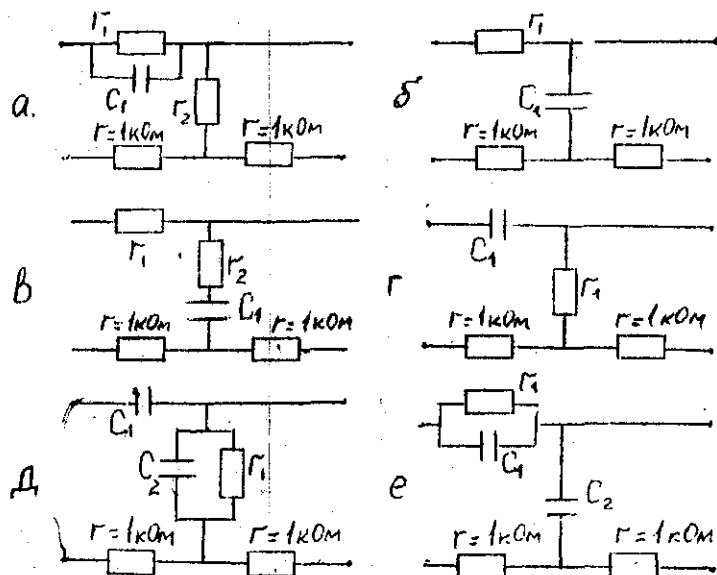 r₁
C₁
r₂
а.
r=1кОм r=1кОм
r₁
C₁
б
r=1кОм r=1кОм
r₁
r₂
C₁
в
r=1кОм r=1кОм
C₁
r₁
г
r=1кОм r=1кОм
C₁
C₂ r₁
д
r=1кОм r=1кОм
r₁
C₁
C₂
е
r=1кОм r=1кОм